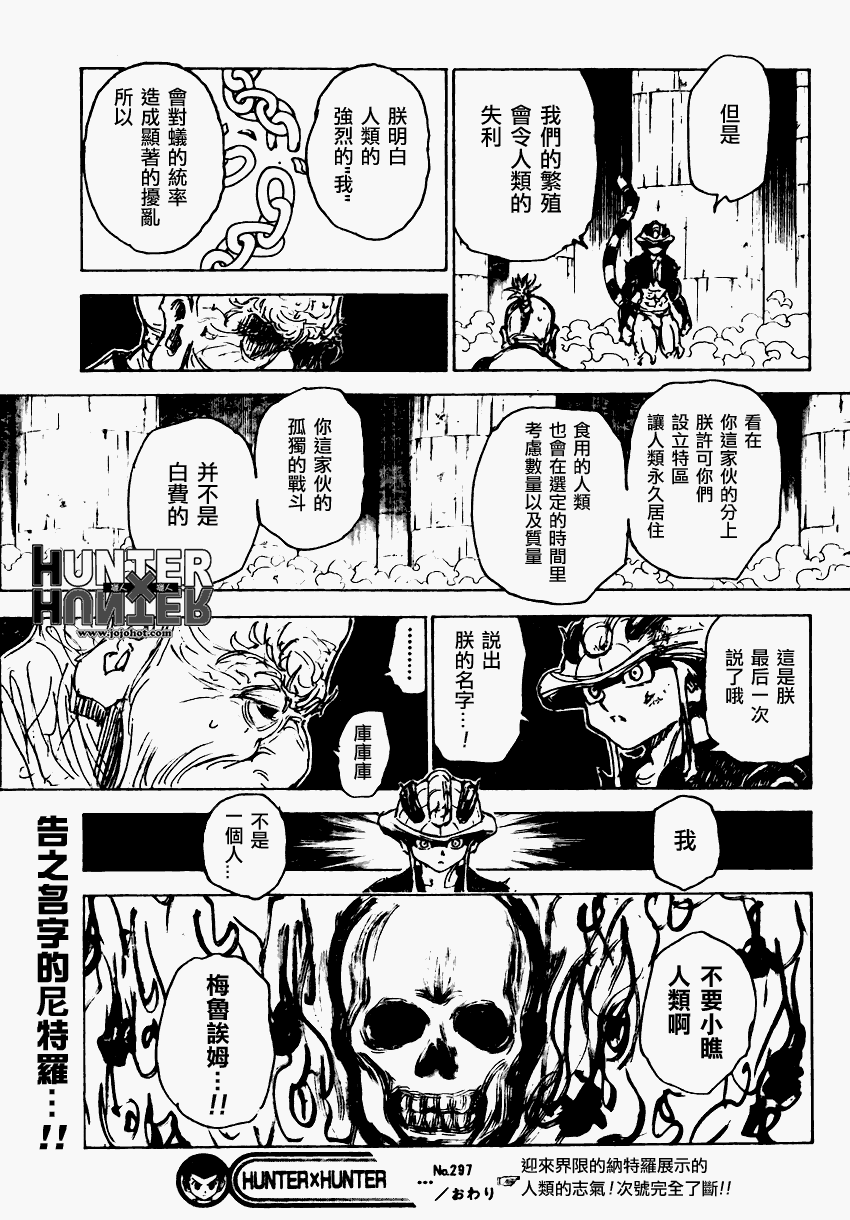 但是
我們的繁殖
會令人類的
失利
朕明白
人類的
強烈的"我"
會對蟻的統率
造成顯著的擾亂
所以
看在
你這家伙的分上
朕許可你們
設立特區
讓人類永久居住
食用的人類
也會在選定的時間里
考慮數量以及質量
你這家伙的
孤獨的戰斗
并不是
白費的
HUNTER
×
HUNTER
獵人
獵人
www.jojohot.com
這是朕
最后一次
說了哦
說出
朕的名字…!
………
庫庫庫
我
不是
一個人…
不要小瞧
人類啊
梅魯誒姆…!!
告之名字的尼特羅…!!
HUNTER×HUNTER
…
No.297
/おわり
☞迎來界限的納特羅展示的
人類的志氣!次號完全了斷!!